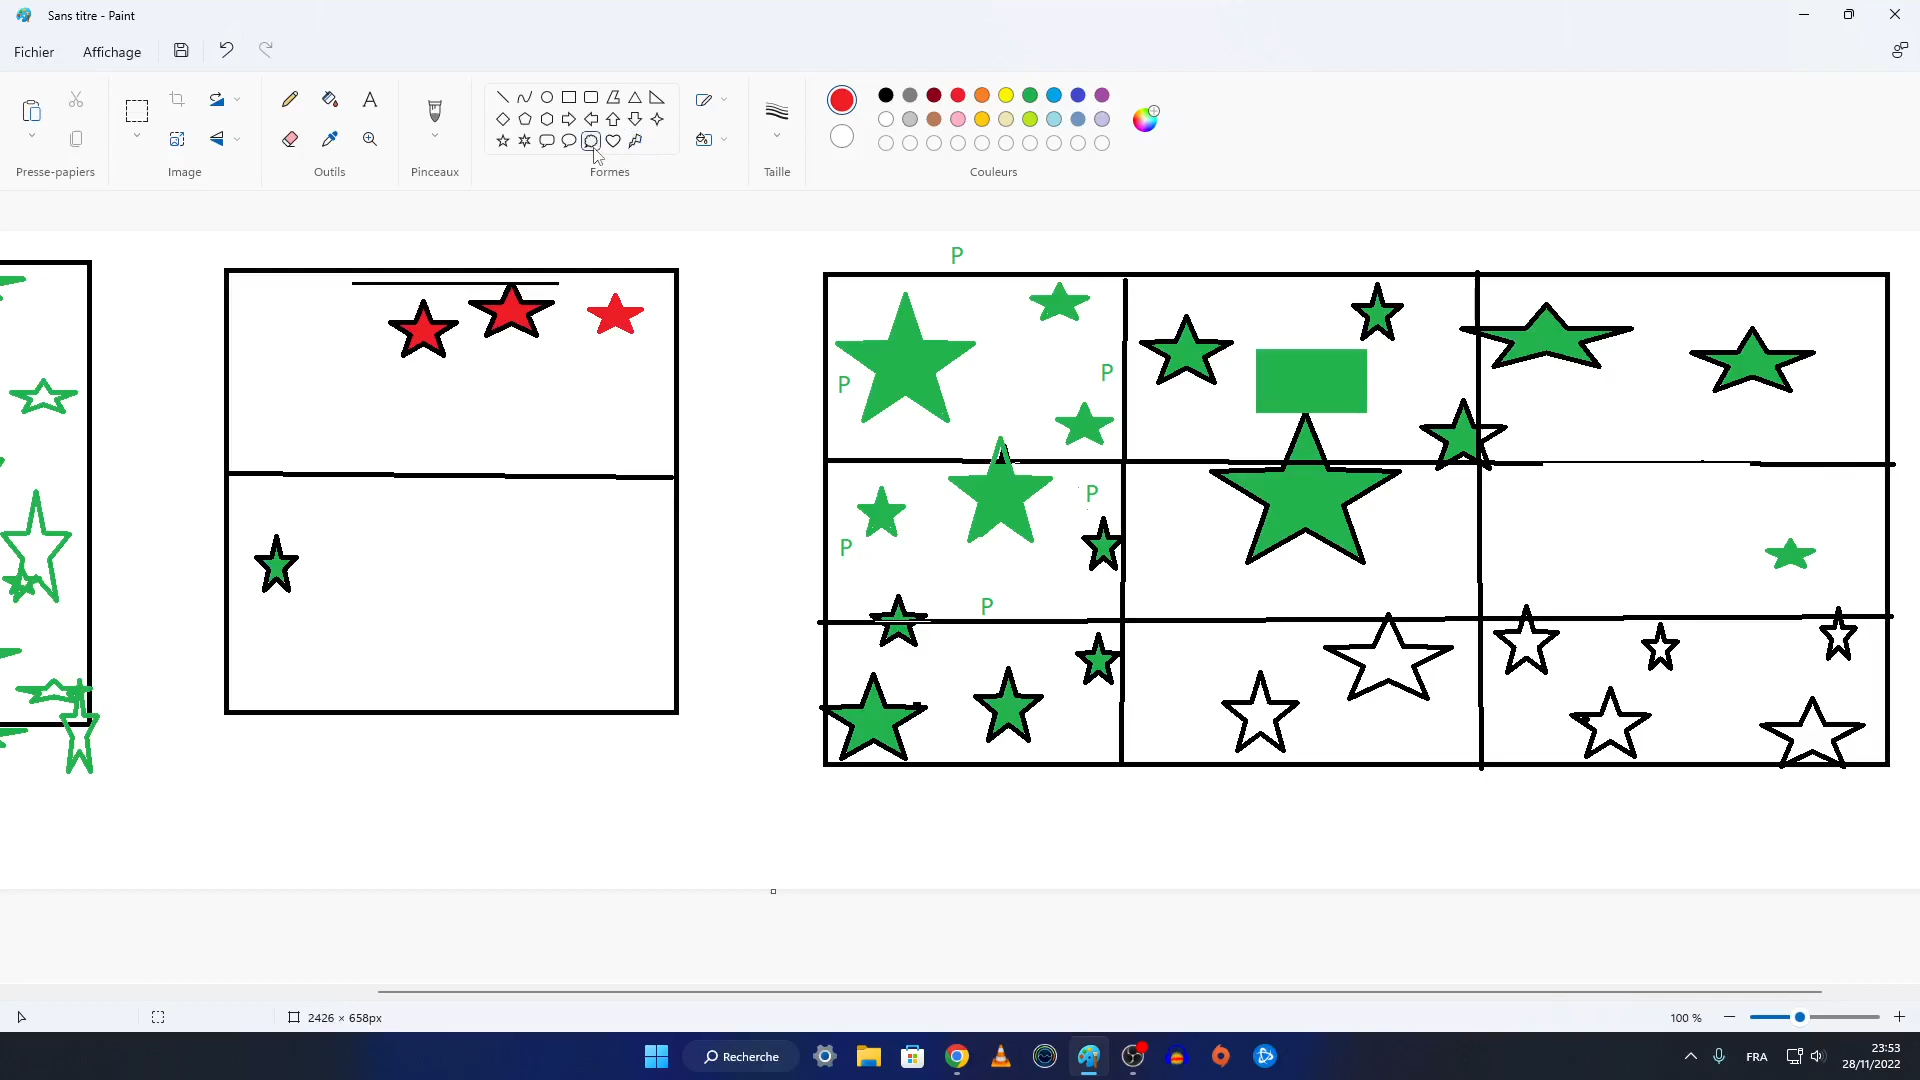 Sans titre - Paint
Fichier
Affichage
Presse-papiers
Image
Outils
Pinceaux
Formes
Taille
Couleurs
P
P
P
P
P
P
2426 × 658px
100 %
Recherche
FRA
23:53
28/11/2022